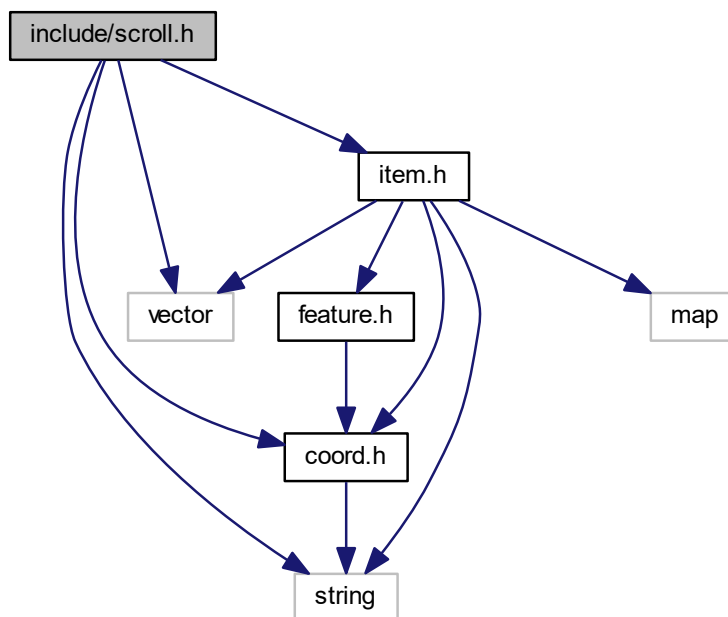 include/scroll.h
item.h
vector
feature.h
map
coord.h
string